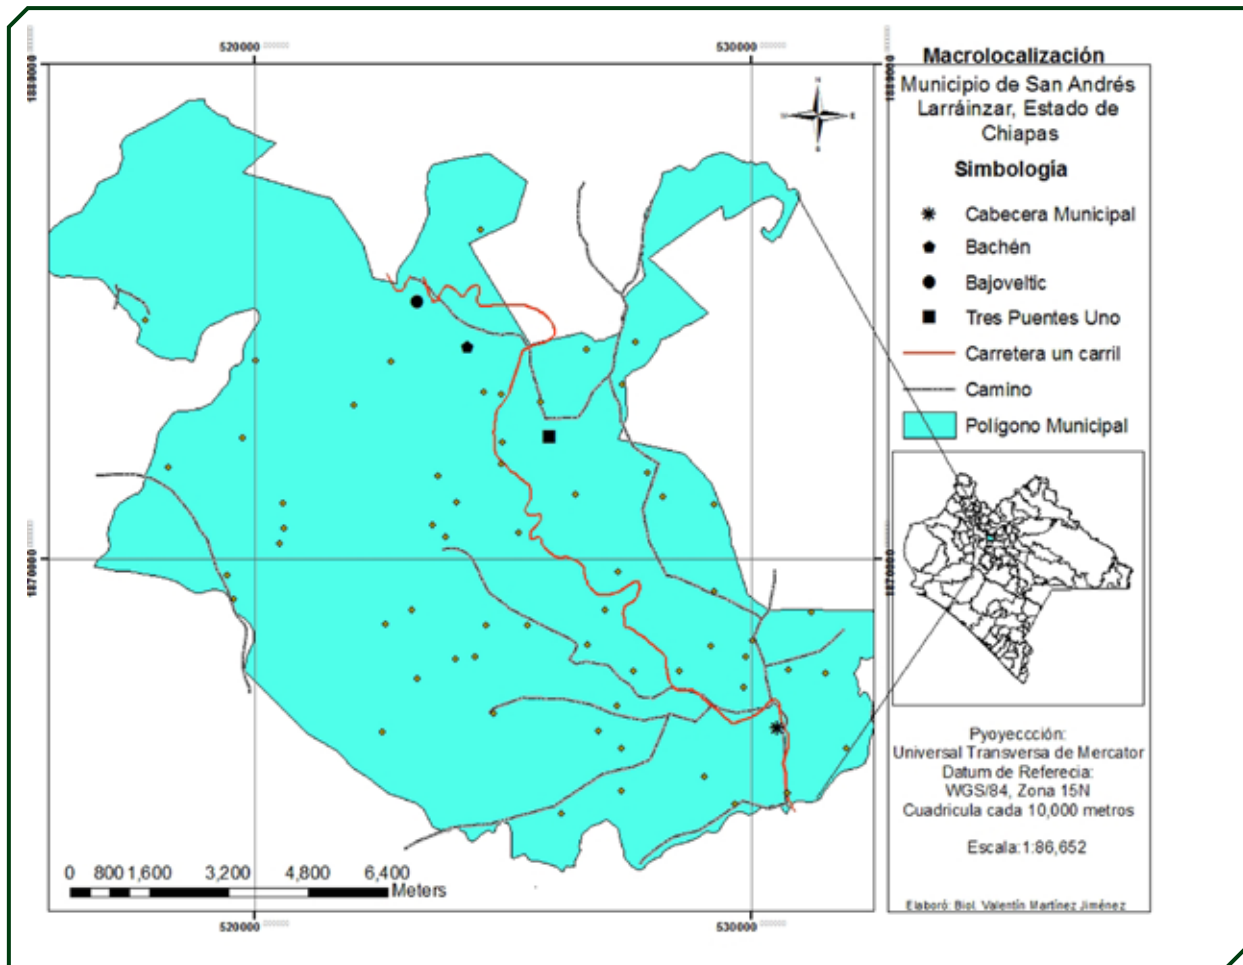 520000
530000
Macrolocalización
Municipio de San Andrés
Larráinzar, Estado de
Chiapas
Simbología
Cabecera Municipal
Bachén
Bajoveltic
Tres Puentes Uno
Carretera un carril
Camino
Polígono Municipal
1870000
1870000
Pyoyeccción:
Universal Transversa de Mercator
Datum de Referecia:
WGS/84, Zona 15N
Cuadricula cada 10,000 metros
Escala:1:86,652
Elaboró: Biol. Valentín Martínez Jiménez
0 800 1,600 3,200 4,800 6,400
Meters
520000
530000